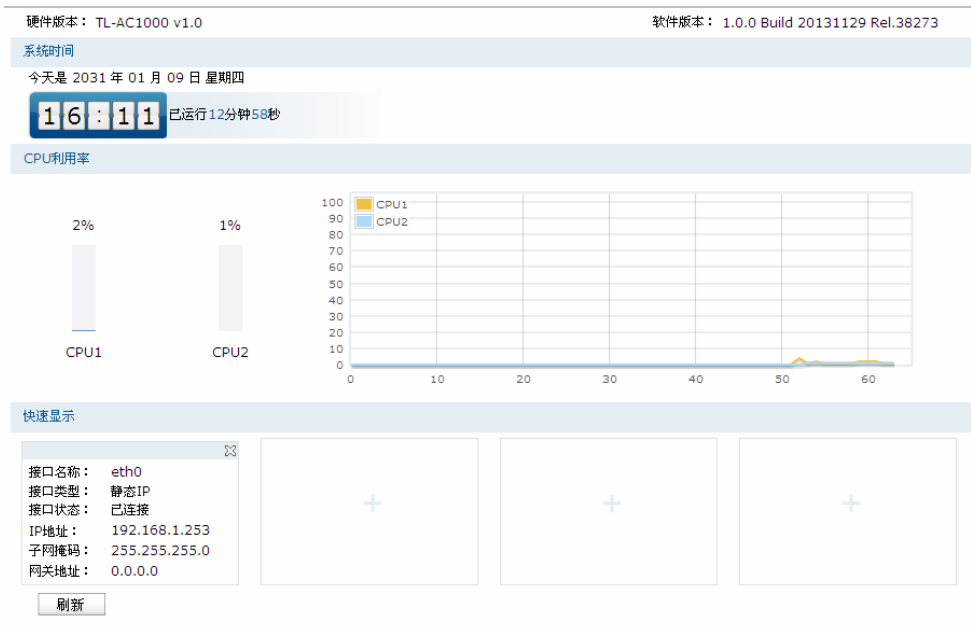 硬件版本： TL-AC1000 v1.0 软件版本： 1.0.0 Build 20131129 Rel.38273
系统时间
今天是 2031 年 01 月 09 日 星期四
16:11 已运行12分钟58秒
CPU利用率
2% 1%
CPU1 CPU2
100
90
80
70
60
50
40
30
20
10
0
CPU1
CPU2
0 10 20 30 40 50 60
快速显示
接口名称： eth0
接口类型： 静态IP
接口状态： 已连接
IP地址： 192.168.1.253
子网掩码： 255.255.255.0
网关地址： 0.0.0.0
刷新